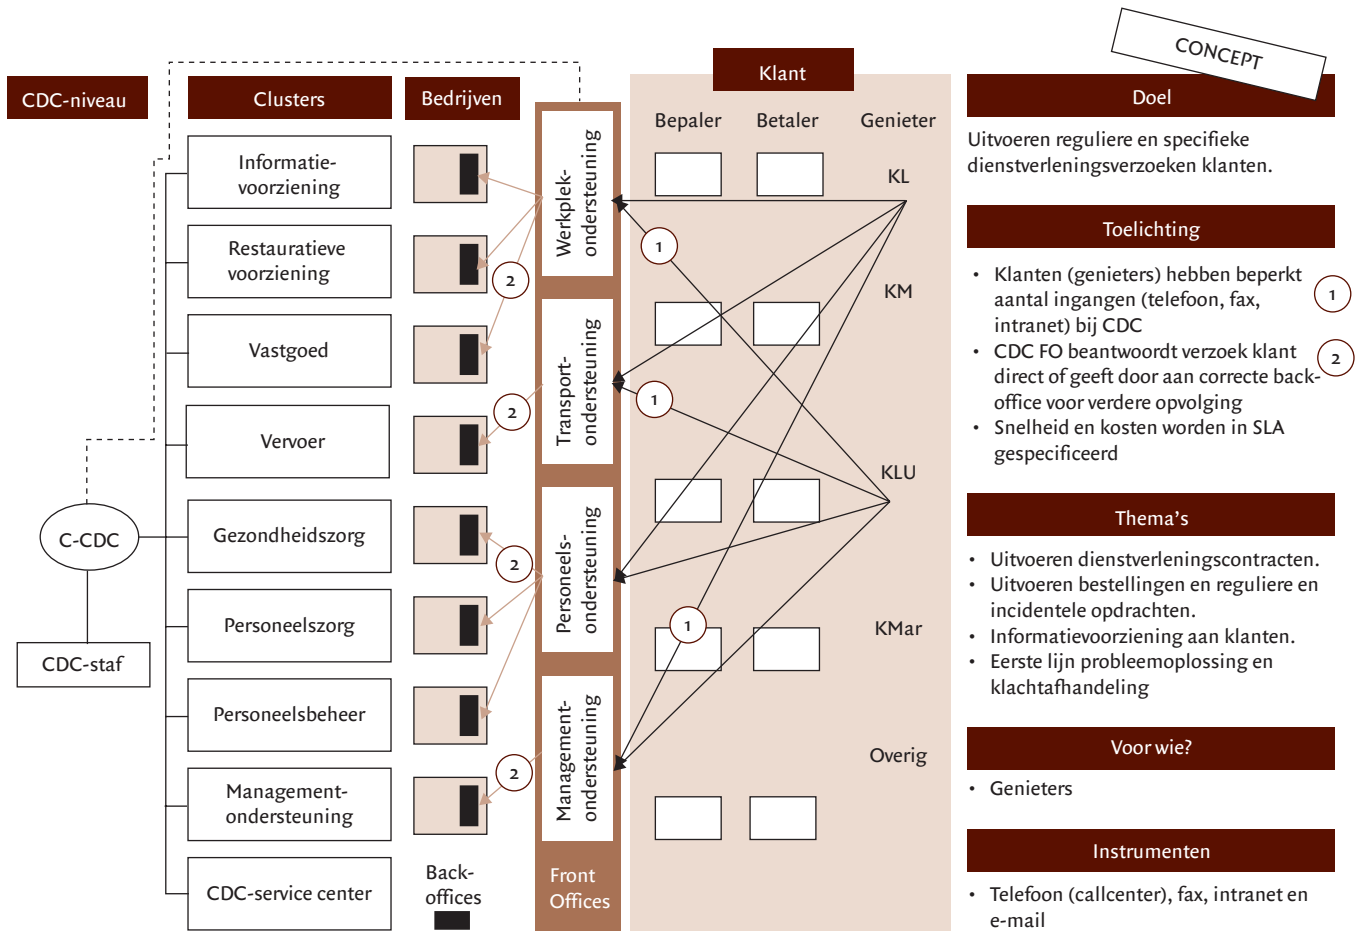 CONCEPT
CDC-niveau
C-CDC
CDC-staf
Clusters
Informatie-
voorziening
Restauratieve
voorziening
Vastgoed
Vervoer
Gezondheidszorg
Personeelszorg
Personeelsbeheer
Management-
ondersteuning
CDC-service center
Bedrijven
2
2
2
2
Back-
offices
Werkplek-
ondersteuning
Transport-
ondersteuning
Personeels-
ondersteuning
Management-
ondersteuning
Front
Offices
Klant
Bepaler
Betaler
Genieter
KL
KM
KLU
KMar
Overig
1
1
1
Doel
Uitvoeren reguliere en specifieke
dienstverleningsverzoeken klanten.
Toelichting
• Klanten (genieters) hebben beperkt
aantal ingangen (telefoon, fax,
intranet) bij CDC
1
• CDC FO beantwoordt verzoek klant
direct of geeft door aan correcte back-
office voor verdere opvolging
2
• Snelheid en kosten worden in SLA
gespecificeerd
Thema's
• Uitvoeren dienstverleningscontracten.
• Uitvoeren bestellingen en reguliere en
incidentele opdrachten.
• Informatievoorziening aan klanten.
• Eerste lijn probleemoplossing en
klachtafhandeling
Voor wie?
• Genieters
Instrumenten
• Telefoon (callcenter), fax, intranet en
e-mail